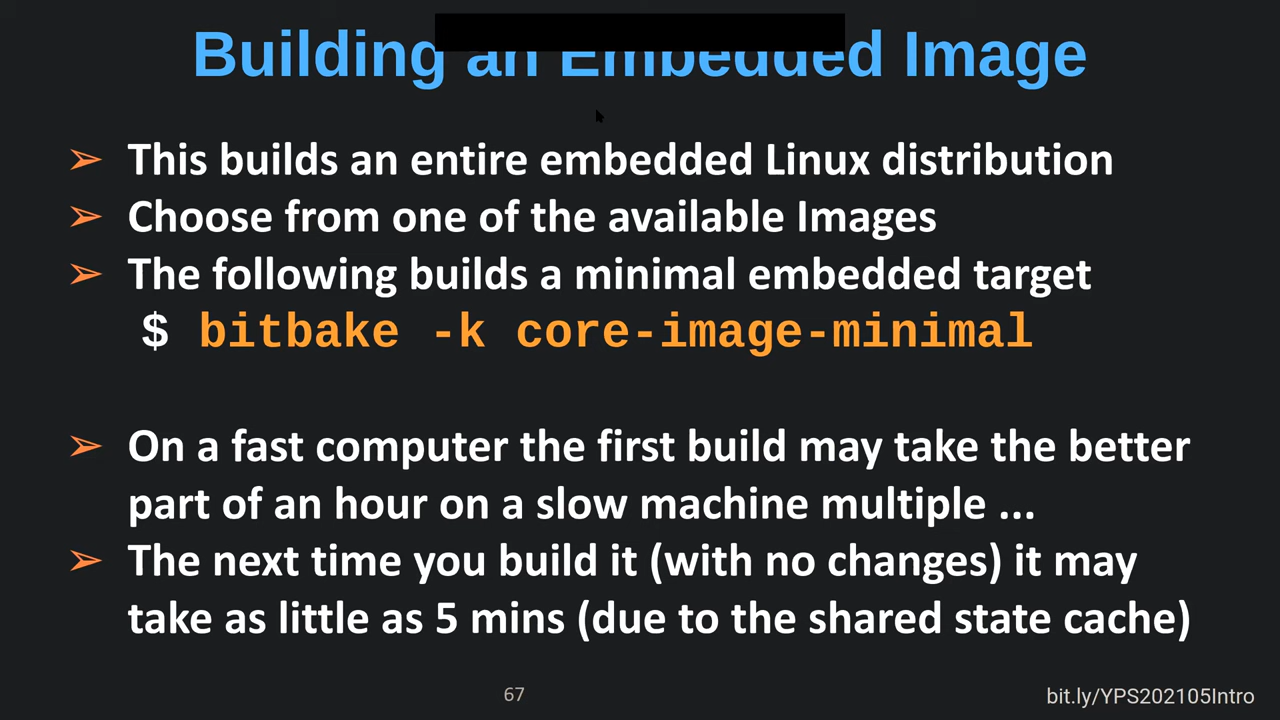 Building an Embedded Image
➢ This builds an entire embedded Linux distribution
➢ Choose from one of the available Images
➢ The following builds a minimal embedded target
$ bitbake -k core-image-minimal
➢ On a fast computer the first build may take the better
part of an hour on a slow machine multiple ...
➢ The next time you build it (with no changes) it may
take as little as 5 mins (due to the shared state cache)
67
bit.ly/YPS202105Intro